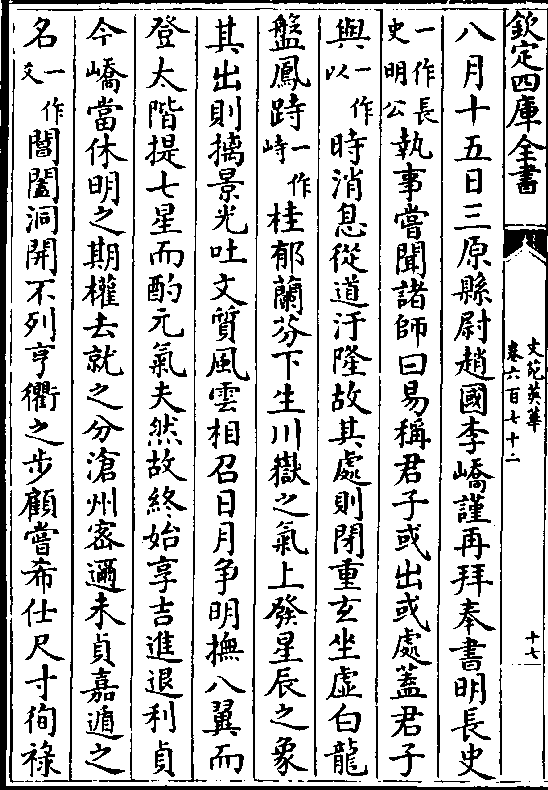 欽定四庫全書
文苑英華
卷六百七十二
十七
八月十五日三原縣尉趙國李嶠謹再拜奉書明長史
一作長史明公執事嘗聞諸師曰易稱君子或出或處蓋君子
與一作以時消息從道汙隆故其處則閉重玄坐虛白龍
盤鳳跱一作峙桂郁蘭芬下生川嶽之氣上發星辰之象
其出則摛景光吐文質風雲相召日月争明撫八翼而
登太階提七星而酌元氣夫然故終始享吉進退利貞
今嶠當休明之期權去就之分滄州密邇未貞嘉遁之
名一作爻閶闔洞開不列亨衢之步顧嘗希仕尺寸徇祿